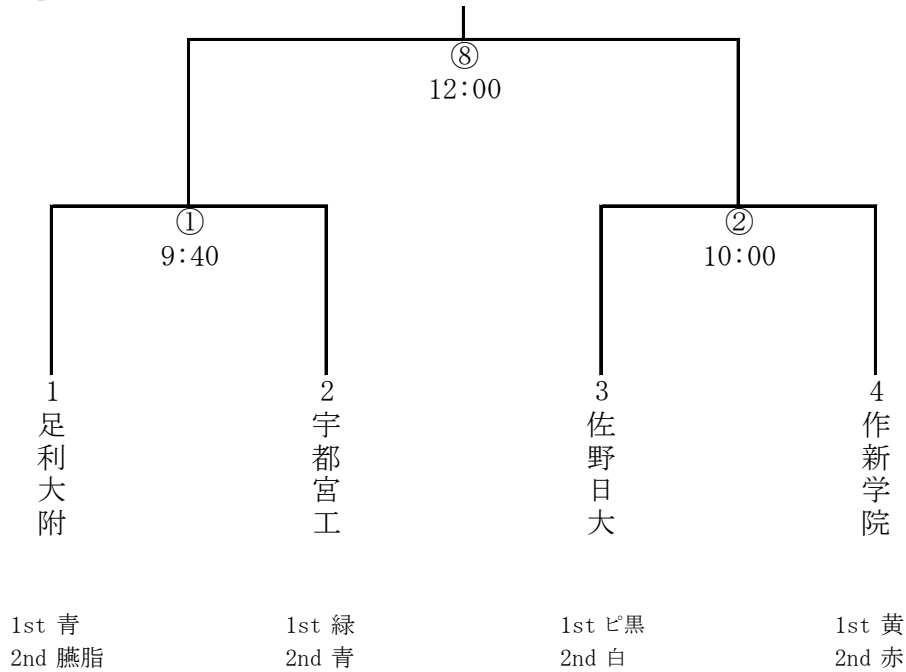 ⑧
12:00
① ②
9:40 10:00
1 2 3 4
足利大附 宇都宮工 佐野日大 作新学院
1st 青 1st 緑 1st ピ黒 1st 黄
2nd 臙脂 2nd 青 2nd 白 2nd 赤